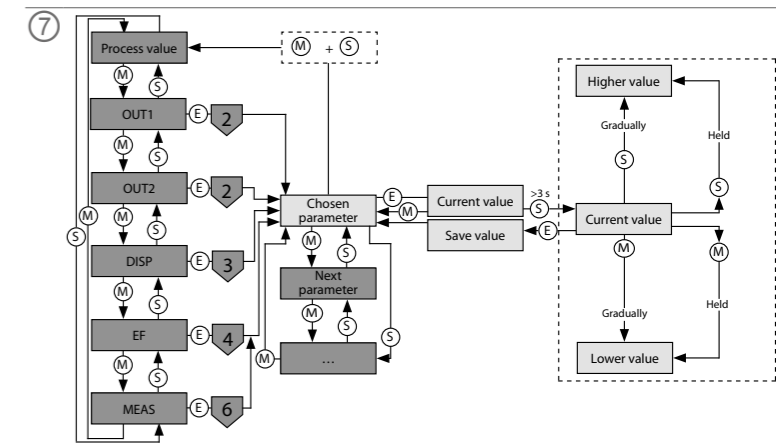 7
Process value
M + S
M
S
OUT1
E
2
M
S
OUT2
E
2
M
S
M
S
DISP
E
3
M
S
EF
E
4
M
S
MEAS
E
6
Chosen
parameter
M
S
Next
parameter
M
S
…
M
S
E
Current value
M
Save value
>3 s
S
E
Higher value
Gradually
S
Held
S
Current value
M
Gradually
M
Held
Lower value